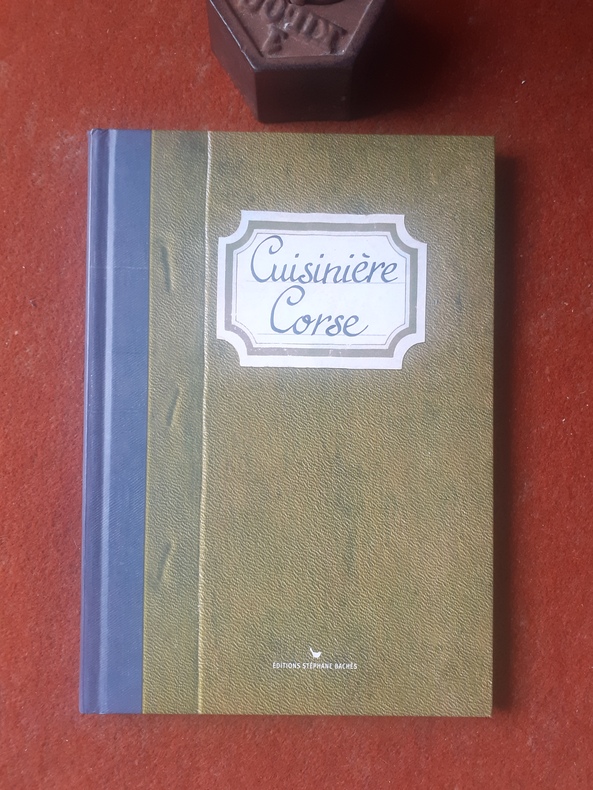 Cuisinière
Corse
ÉDITIONS STÉPHANE BACHÈS